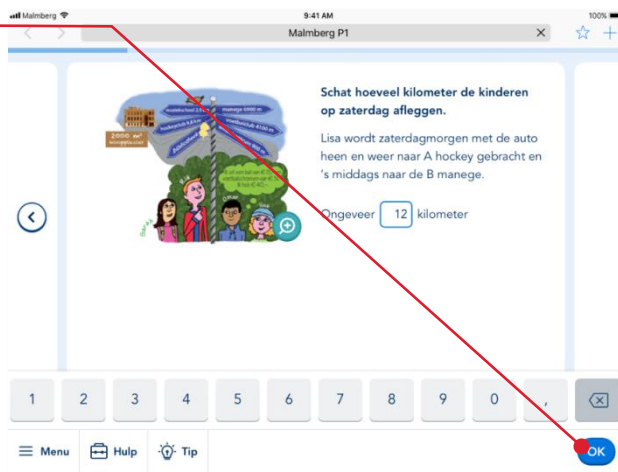 Malmberg
9:41 AM
100%
Malmberg P1
Schat hoeveel kilometer de kinderen
op zaterdag afleggen.
Lisa wordt zaterdagmorgen met de auto
heen en weer naar A hockey gebracht en
's middags naar de B manege.
Ongeveer 12 kilometer
manege 6900 m
2000 m²
1 2 3 4 5 6 7 8 9 0 ,
Menu Hulp Tip OK